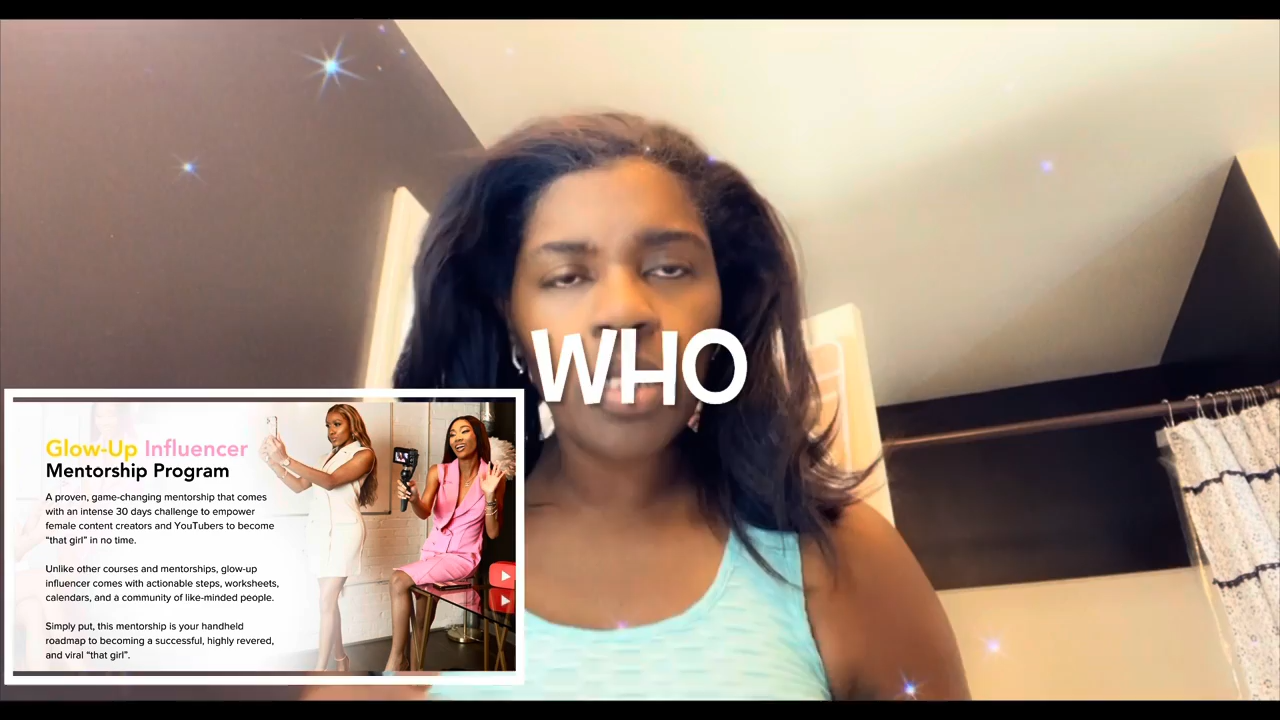 WHO
Glow-Up Influencer
Mentorship Program
A proven, game-changing mentorship that comes
with an intense 30 days challenge to empower
female content creators and YouTubers to become
“that girl” in no time.
Unlike other courses and mentorships, glow-up
influencer comes with actionable steps, worksheets,
calendars, and a community of like-minded people.
Simply put, this mentorship is your handheld
roadmap to becoming a successful, highly revered,
and viral “that girl”.